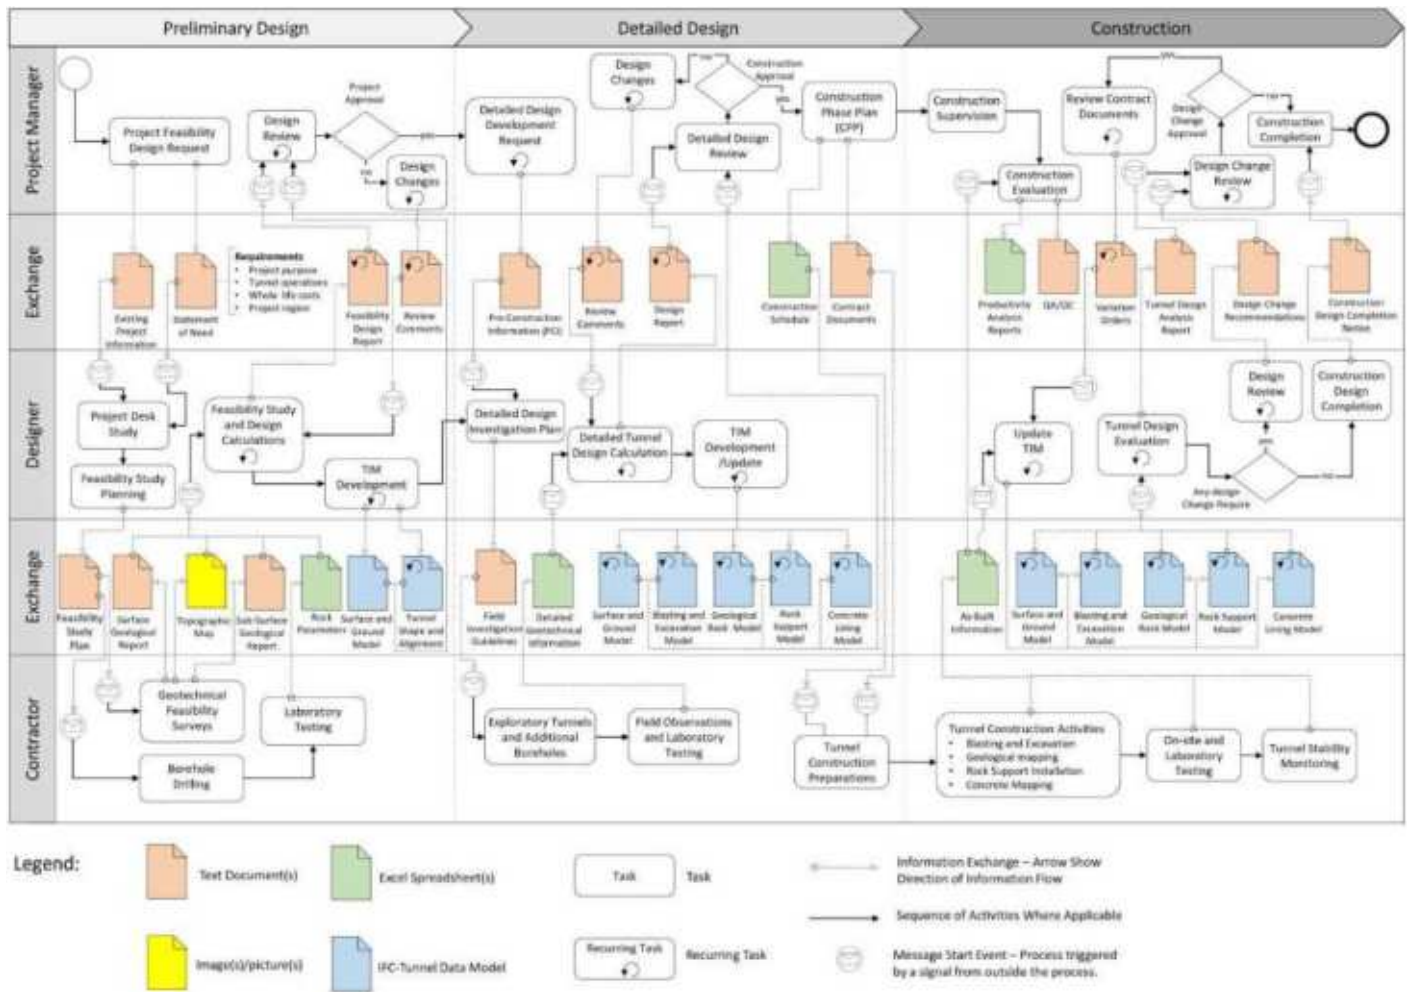 Preliminary Design
Detailed Design
Construction
Project Manager
Project Feasibility
Design Request
Design
Review
Project
Approval
yes
no
Design
Changes
Detailed Design
Development
Request
Design
Changes
no
Construction
Approval
yes
Detailed Design
Review
Construction
Phase Plan
(CPP)
Construction
Supervision
Construction
Evaluation
Review Contract
Documents
yes
Design
Change
Approval
no
Design Change
Review
Construction
Completion
Exchange
Existing
Project
Information
Statement
of Need
Requirements
• Project purpose
• Tunnel operations
• Whole life costs
• Project region
Feasibility
Design
Report
Review
Comments
Pre-Construction
Information (PCI)
Review
Comments
Design
Report
Construction
Schedule
Contract
Documents
Productivity
Analysis
Reports
QA/QC
Variation
Orders
Tunnel Design
Analysis
Report
Design Change
Recommendations
Construction
Design Completion
Notice
Designer
Project Desk
Study
Feasibility Study
Planning
Feasibility Study
and Design
Calculations
TIM
Development
Detailed Design
Investigation Plan
Detailed Tunnel
Design Calculation
TIM
Development
/Update
Update
TIM
Tunnel Design
Evaluation
Design
Review
yes
Any design
Change Require
no
Construction
Design
Completion
Exchange
Feasibility
Study
Plan
Surface
Geological
Report
Topographic
Map
Sub-Surface
Geological
Report
Rock
Parameters
Surface and
Ground
Model
Tunnel
Shape and
Alignment
Field
Investigation
Guidelines
Detailed
Geotechnical
Information
Surface and
Ground
Model
Blasting and
Excavation
Model
Geological
Rock Model
Rock
Support
Model
Concrete
Lining
Model
As-Built
Information
Surface and
Ground
Model
Blasting and
Excavation
Model
Geological
Rock Model
Rock Support
Model
Concrete
Lining Model
Contractor
Geotechnical
Feasibility
Surveys
Borehole
Drilling
Laboratory
Testing
Exploratory Tunnels
and Additional
Boreholes
Field Observations
and Laboratory
Testing
Tunnel
Construction
Preparations
Tunnel Construction Activities
• Blasting and Excavation
• Geological mapping
• Rock Support Installation
• Concrete Mapping
On-site and
Laboratory
Testing
Tunnel Stability
Monitoring
Legend:
Text Document(s)
Excel Spreadsheet(s)
Task
Task
Information Exchange – Arrow Show
Direction of Information Flow
Sequence of Activities Where Applicable
Image(s)/picture(s)
IFC-Tunnel Data Model
Recurring Task
Recurring Task
Message Start Event – Process triggered
by a signal from outside the process.